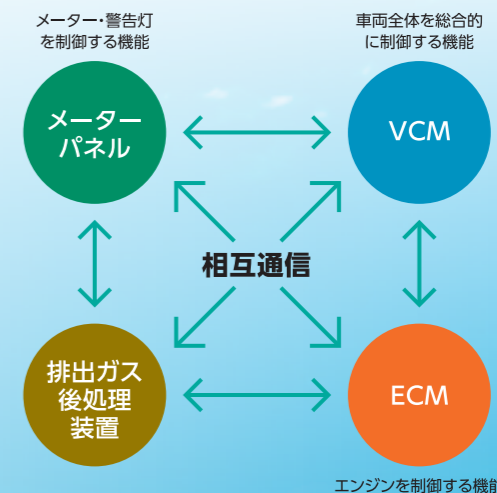 メーター・警告灯
を制御する機能
車両全体を総合的
に制御する機能
メーター
パネル
VCM
相互通信
排出ガス
後処理
装置
ECM
エンジンを制御する機能